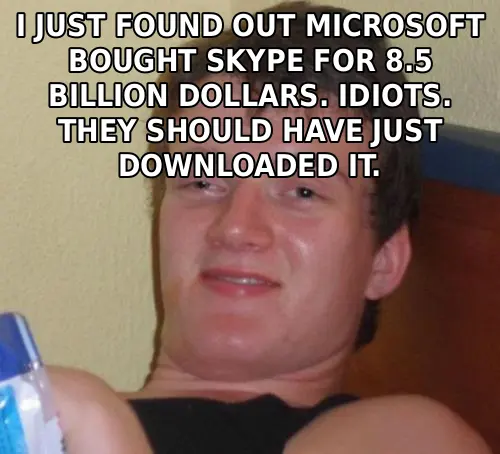 I JUST FOUND OUT MICROSOFT
BOUGHT SKYPE FOR 8.5
BILLION DOLLARS. IDIOTS.
THEY SHOULD HAVE JUST
DOWNLOADED IT.